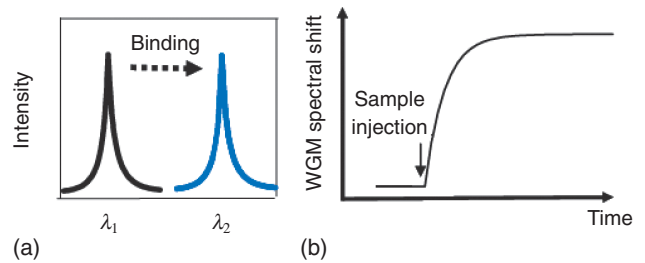 Intensity
Binding
λ1
λ2
(a)
WGM spectral shift
Sample
injection
Time
(b)